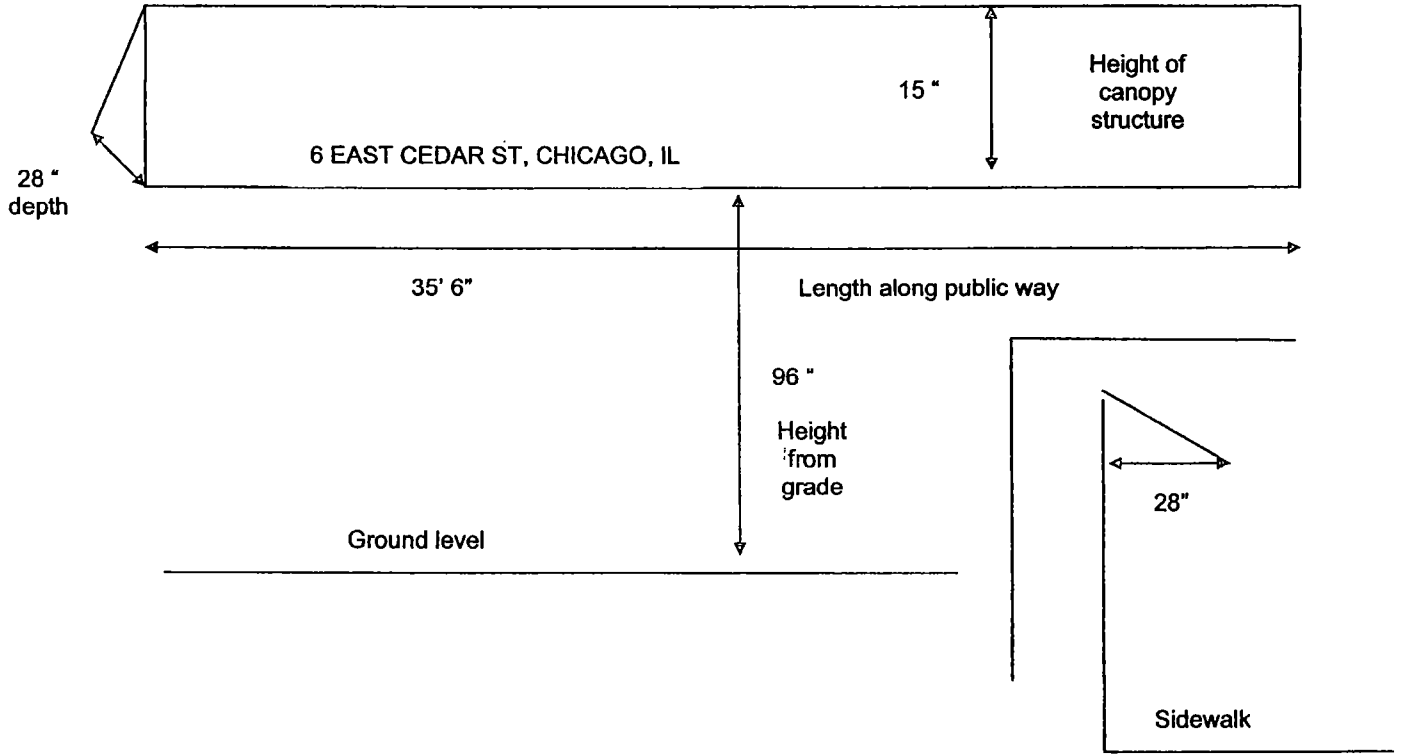 15 "
Height of
canopy
structure
6 EAST CEDAR ST, CHICAGO, IL
28 "
depth
35' 6"
Length along public way
96 "
Height
from
grade
28"
Ground level
Sidewalk